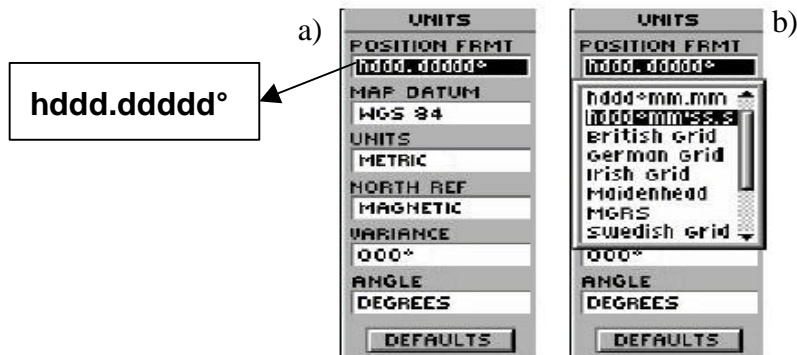 a)
UNITS
POSITION FRMT
hddd.ddddd°
MAP DATUM
WGS 84
UNITS
METRIC
NORTH REF
MAGNETIC
VARIANCE
000°
ANGLE
DEGREES
DEFAULTS
hddd.ddddd°
b)
UNITS
POSITION FRMT
hddd.ddddd°
hddd°mm.mm
hddd°mm'ss.s
British Grid
German Grid
Irish Grid
Maidenhead
MGRS
Swedish Grid
000°
ANGLE
DEGREES
DEFAULTS